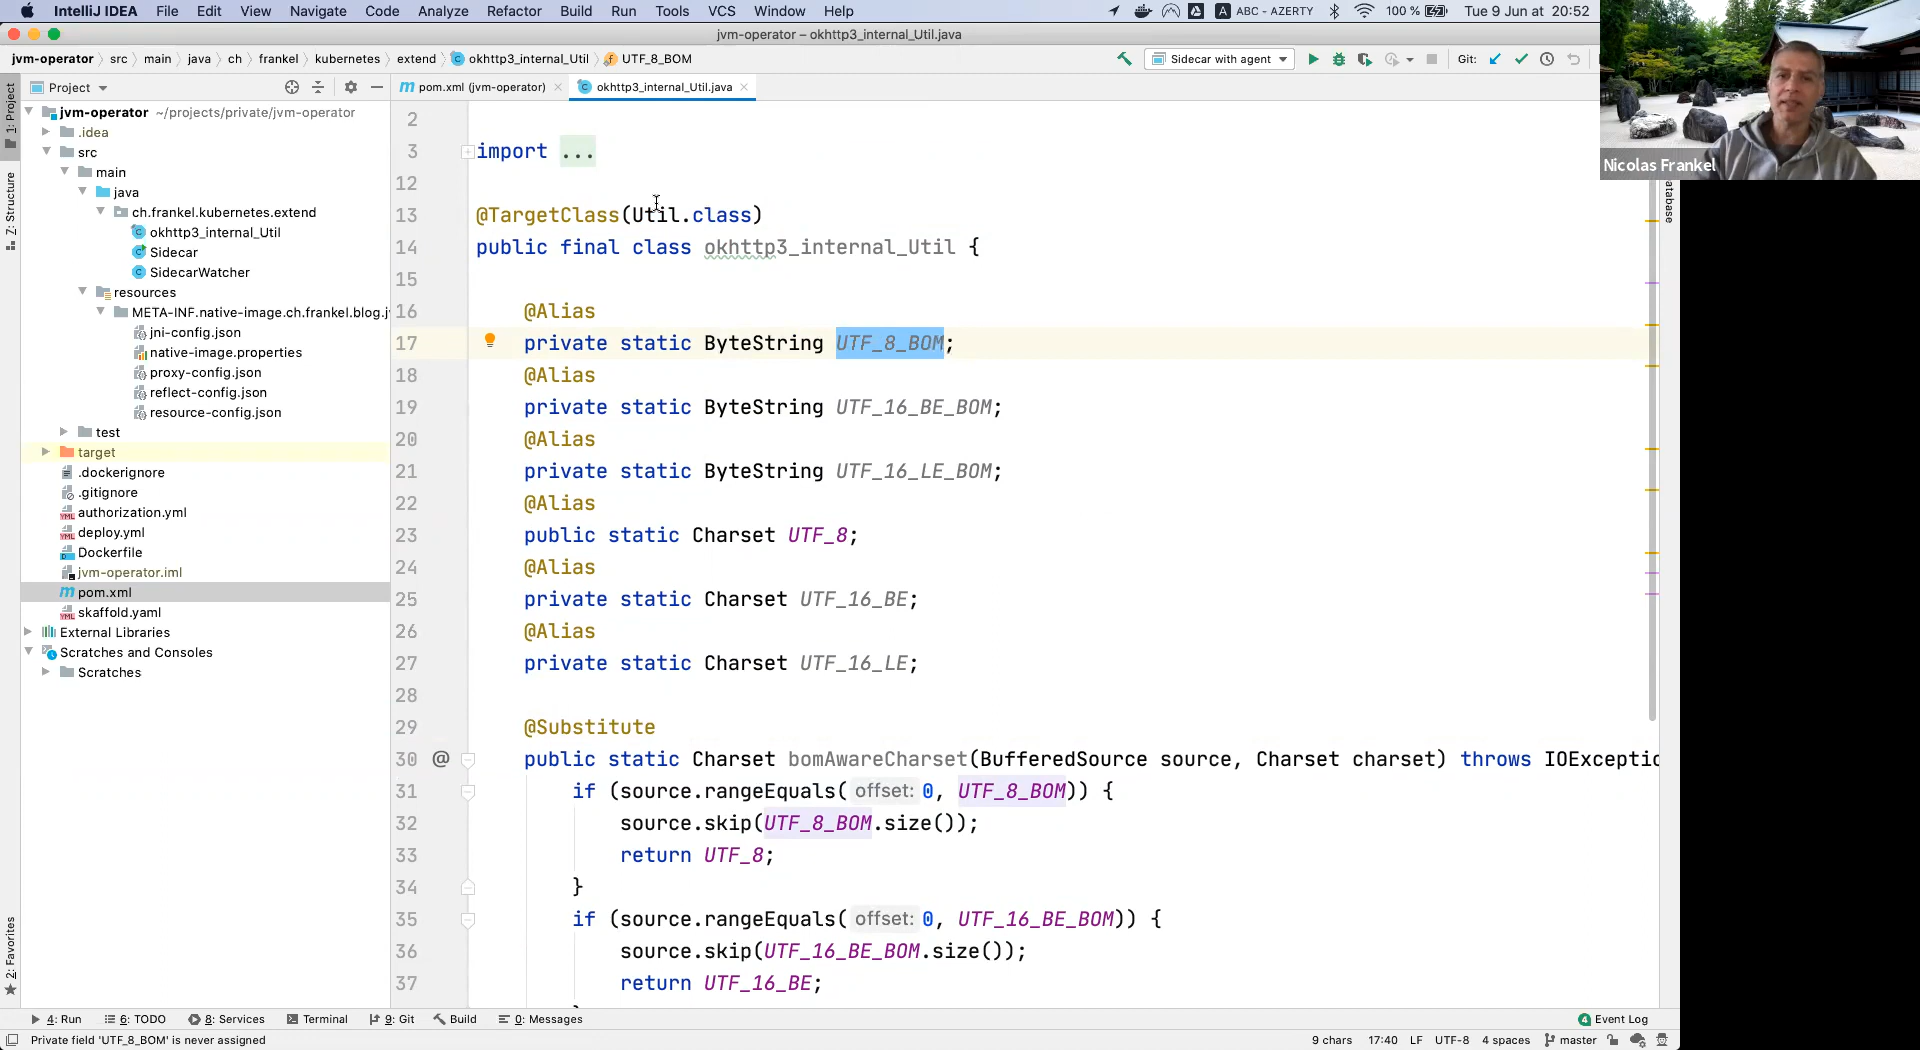 IntelliJ IDEA File Edit View Navigate Code Analyze Refactor Build Run Tools VCS Window Help
ABC - AZERTY 100 % Tue 9 Jun at 20:52
jvm-operator – okhttp3_internal_Util.java
jvm-operator src main java ch frankel kubernetes extend okhttp3_internal_Util UTF_8_BOM
Sidecar with agent Git:
Project
pom.xml (jvm-operator) okhttp3_internal_Util.java
1: Project
Z: Structure
2: Favorites
jvm-operator ~/projects/private/jvm-operator
.idea
src
main
java
ch.frankel.kubernetes.extend
okhttp3_internal_Util
Sidecar
SidecarWatcher
resources
META-INF.native-image.ch.frankel.blog.j
jni-config.json
native-image.properties
proxy-config.json
reflect-config.json
resource-config.json
test
target
.dockerignore
.gitignore
authorization.yml
deploy.yml
Dockerfile
jvm-operator.iml
pom.xml
skaffold.yaml
External Libraries
Scratches and Consoles
Scratches
2
3 import ...
12
13 @TargetClass(Util.class)
14 public final class okhttp3_internal_Util {
15
16 @Alias
17 private static ByteString UTF_8_BOM;
18 @Alias
19 private static ByteString UTF_16_BE_BOM;
20 @Alias
21 private static ByteString UTF_16_LE_BOM;
22 @Alias
23 public static Charset UTF_8;
24 @Alias
25 private static Charset UTF_16_BE;
26 @Alias
27 private static Charset UTF_16_LE;
28
29 @Substitute
30 @ public static Charset bomAwareCharset(BufferedSource source, Charset charset) throws IOExceptio
31 if (source.rangeEquals( offset: 0, UTF_8_BOM)) {
32 source.skip(UTF_8_BOM.size());
33 return UTF_8;
34 }
35 if (source.rangeEquals( offset: 0, UTF_16_BE_BOM)) {
36 source.skip(UTF_16_BE_BOM.size());
37 return UTF_16_BE;
Nicolas Frankel
atabase
4: Run 6: TODO 8: Services Terminal 9: Git Build 0: Messages 4 Event Log
Private field 'UTF_8_BOM' is never assigned 9 chars 17:40 LF UTF-8 4 spaces master